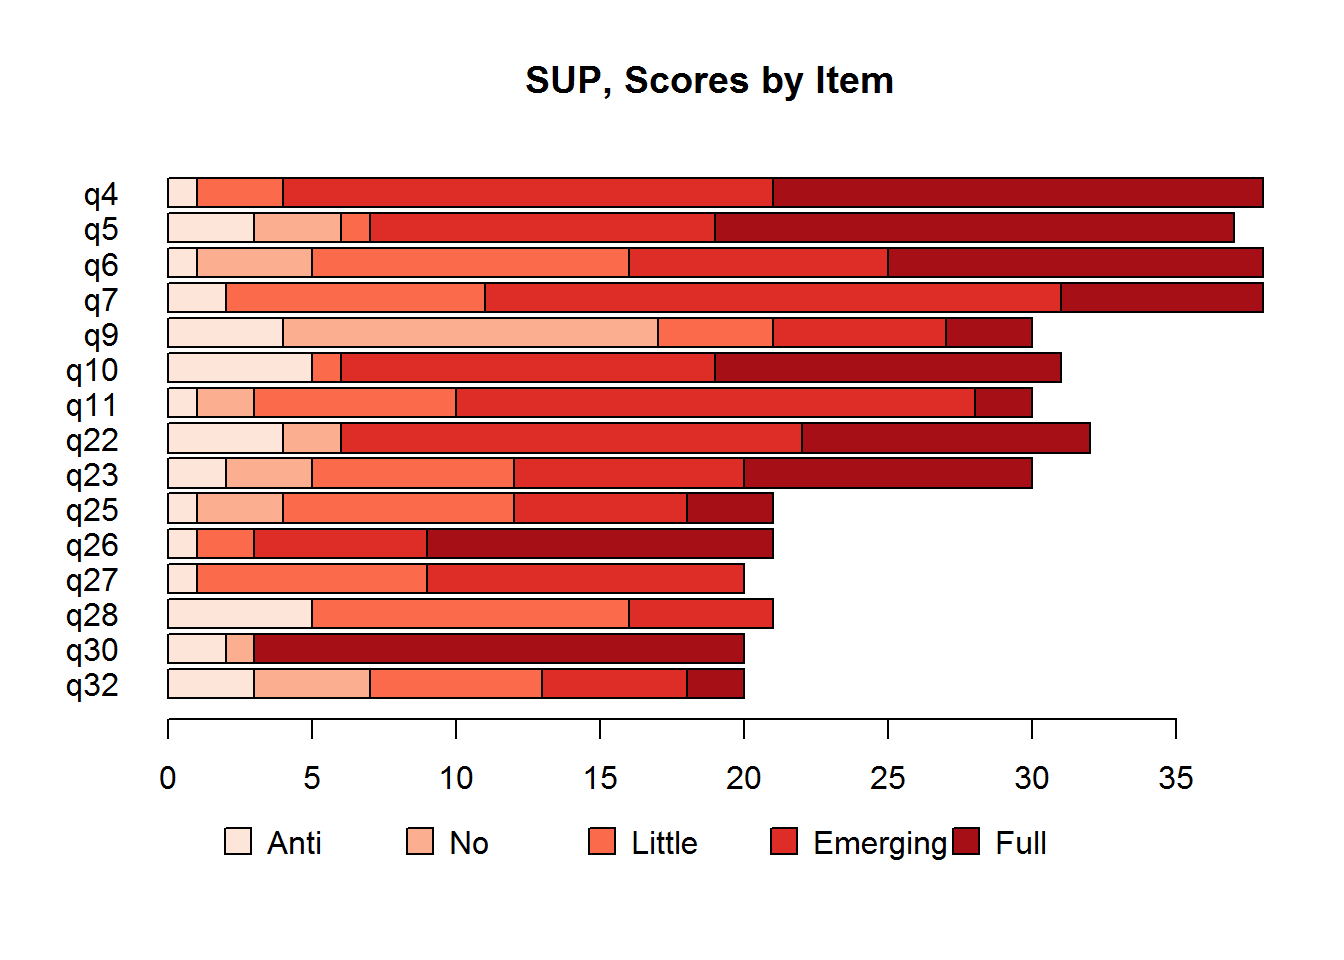 SUP, Scores by Item
q4
q5
q6
q7
q9
q10
q11
q22
q23
q25
q26
q27
q28
q30
q32
0 5 10 15 20 25 30 35
Anti No Little Emerging Full